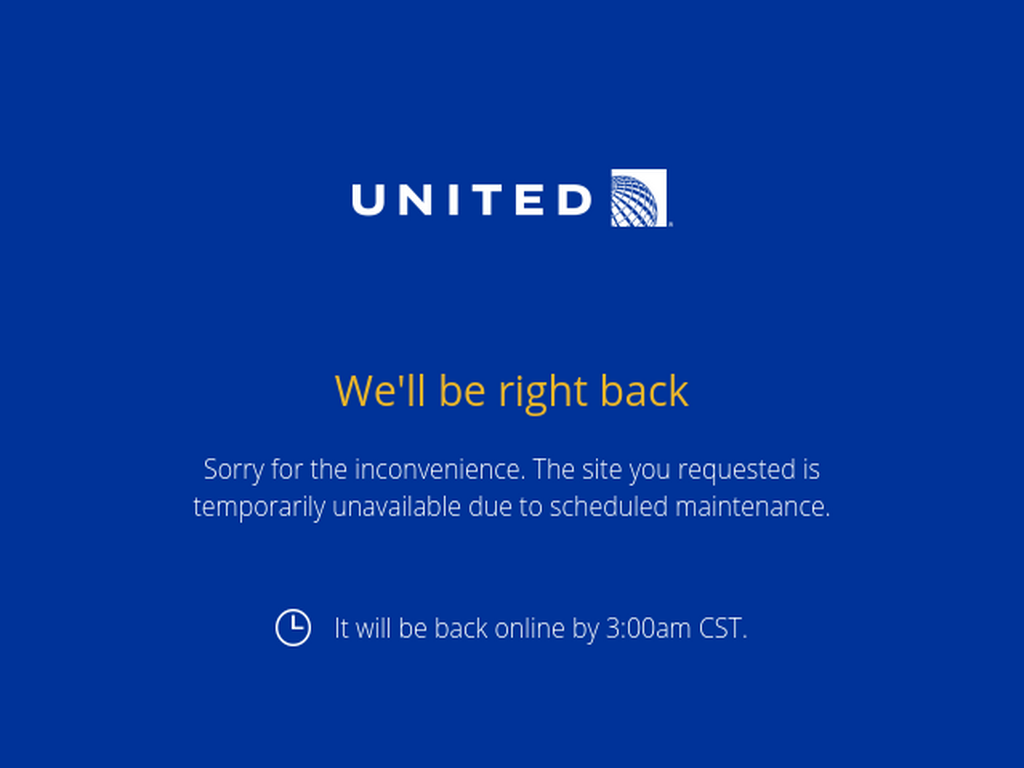 UNITED
We'll be right back
Sorry for the inconvenience. The site you requested is
temporarily unavailable due to scheduled maintenance.
It will be back online by 3:00am CST.